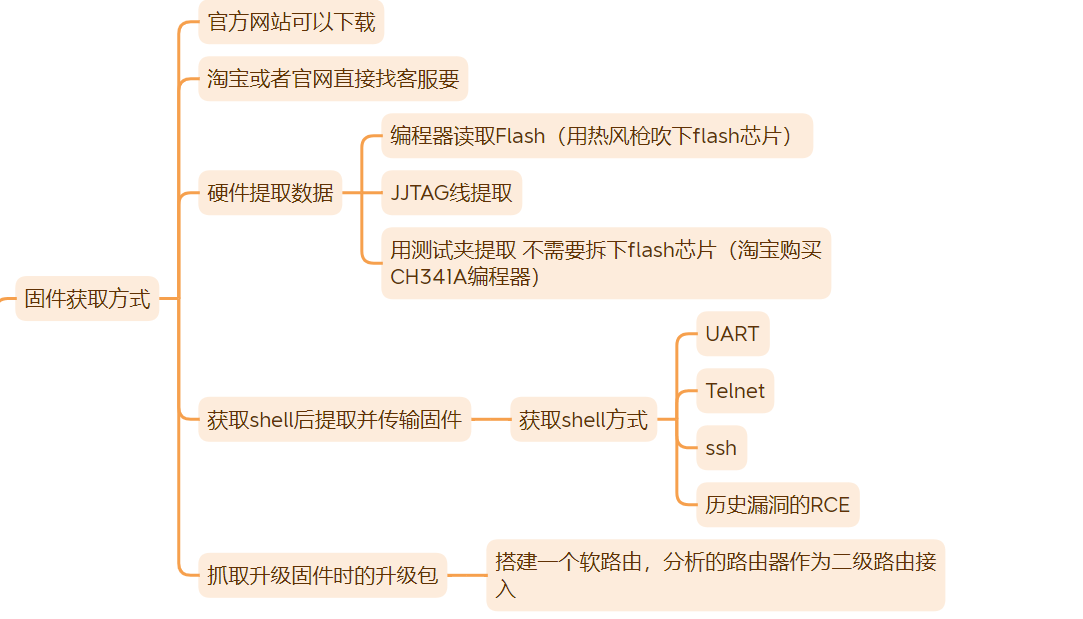 官方网站可以下载
淘宝或者官网直接找客服要
编程器读取Flash（用热风枪吹下flash芯片）
硬件提取数据
JJTAG线提取
用测试夹提取 不需要拆下flash芯片（淘宝购买
CH341A编程器）
固件获取方式
UART
Telnet
获取shell后提取并传输固件
获取shell方式
ssh
历史漏洞的RCE
抓取升级固件时的升级包
搭建一个软路由，分析的路由器作为二级路由接
入